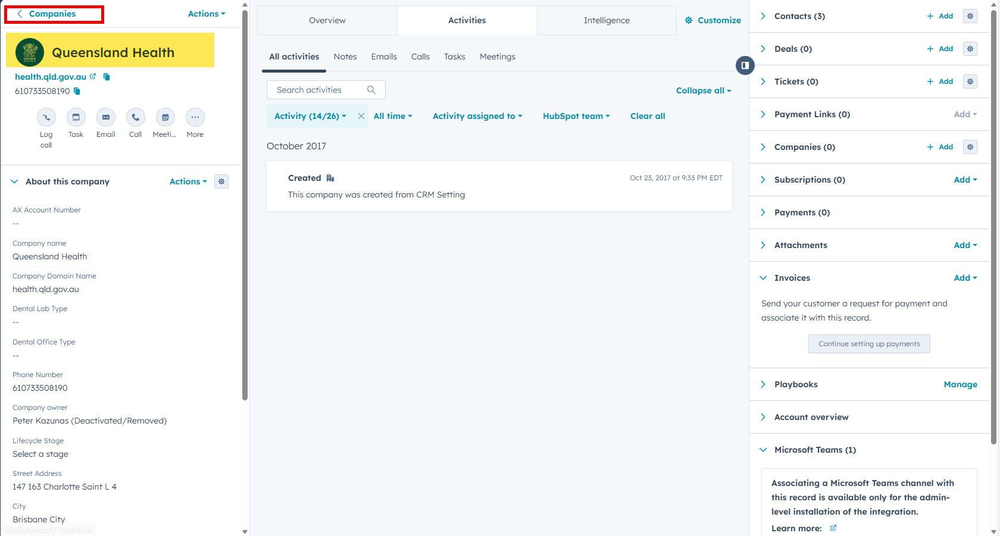 Companies
Actions
Queensland Health
health.qld.gov.au
610733508190
Log call
Task
Email
Call
Meeti...
More
About this company
Actions
AX Account Number
--
Company name
Queensland Health
Company Domain Name
health.qld.gov.au
Dental Lab Type
--
Dental Office Type
--
Phone Number
610733508190
Company owner
Peter Kazunas (Deactivated/Removed)
Lifecycle Stage
Select a stage
Street Address
147 163 Charlotte Saint L 4
City
Brisbane City
1220/objects/0-2/restore
Overview
Activities
Intelligence
Customize
All activities
Notes
Emails
Calls
Tasks
Meetings
Search activities
Collapse all
Activity (14/26)
All time
Activity assigned to
HubSpot team
Clear all
October 2017
Created
Oct 23, 2017 at 9:33 PM EDT
This company was created from CRM Setting
Contacts (3)
+ Add
Deals (0)
+ Add
Tickets (0)
+ Add
Payment Links (0)
Add
Companies (0)
+ Add
Subscriptions (0)
Add
Payments (0)
Attachments
Add
Invoices
Add
Send your customer a request for payment and
associate it with this record.
Continue setting up payments
Playbooks
Manage
Account overview
Microsoft Teams (1)
Associating a Microsoft Teams channel with
this record is available only for the admin-
level installation of the integration.
Learn more: